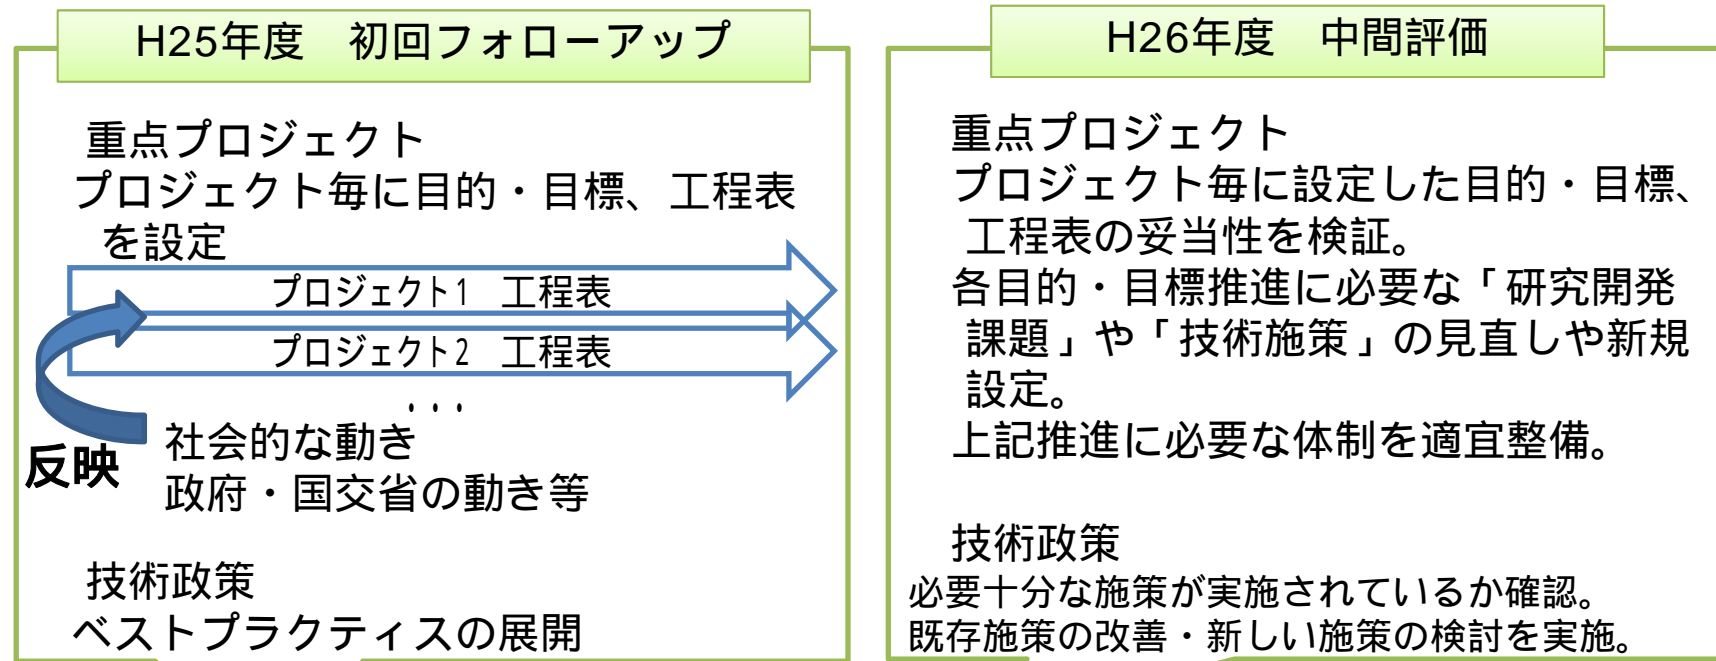 H25年度　初回フォローアップ
重点プロジェクト
プロジェクト毎に目的・目標、工程表
を設定
プロジェクト1　工程表
プロジェクト2　工程表
・・・
反映
社会的な動き
政府・国交省の動き等
技術政策
ベストプラクティスの展開
H26年度　中間評価
重点プロジェクト
プロジェクト毎に設定した目的・目標、
工程表の妥当性を検証。
各目的・目標推進に必要な「研究開発
課題」や「技術施策」の見直しや新規
設定。
上記推進に必要な体制を適宜整備。
技術政策
必要十分な施策が実施されているか確認。
既存施策の改善・新しい施策の検討を実施。